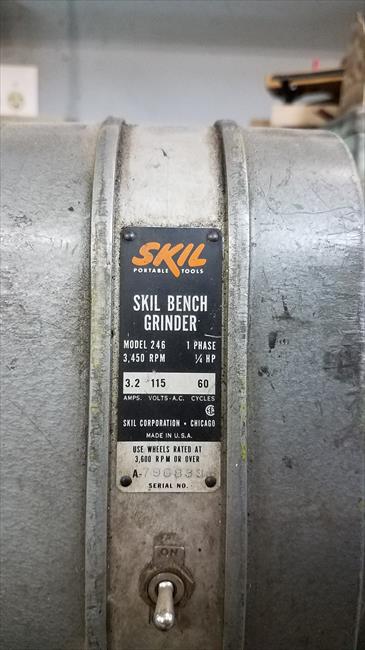 SKIL
PORTABLE TOOLS
SKIL BENCH
GRINDER
MODEL 246 1 PHASE
3,450 RPM ¼ HP
3.2 115 60
AMPS. VOLTS-A.C. CYCLES
SKIL CORPORATION • CHICAGO
MADE IN U.S.A.
USE WHEELS RATED AT
3,600 RPM OR OVER
A-796833
SERIAL NO.
ON